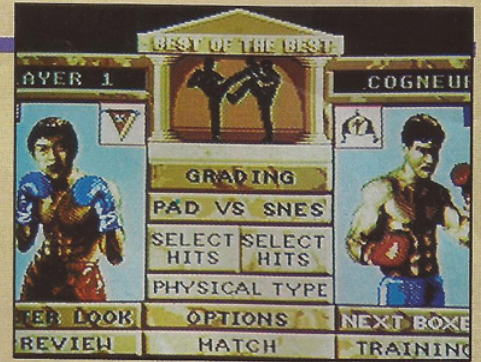 BEST OF THE BEST
AYER 1
COGNEUR
GRADING
PAD VS SNES
SELECT SELECT
HITS HITS
PHYSICAL TYPE
TER LOOK OPTIONS NEXT BOXE
REVIEW MATCH TRAINING